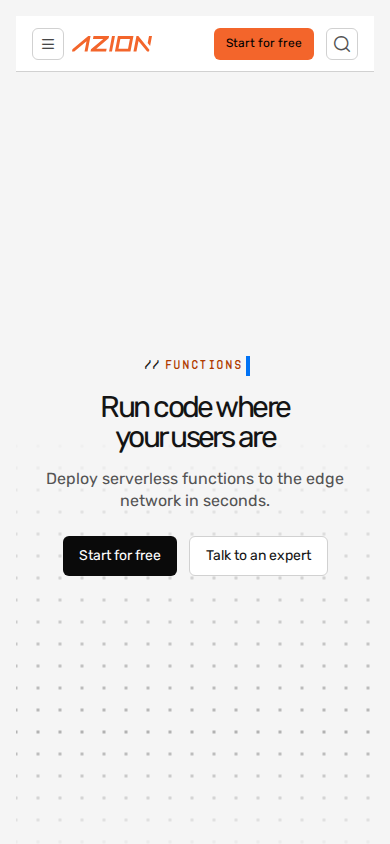 AZION
Start for free
// FUNCTIONS
Run code where
your users are
Deploy serverless functions to the edge
network in seconds.
Start for free
Talk to an expert